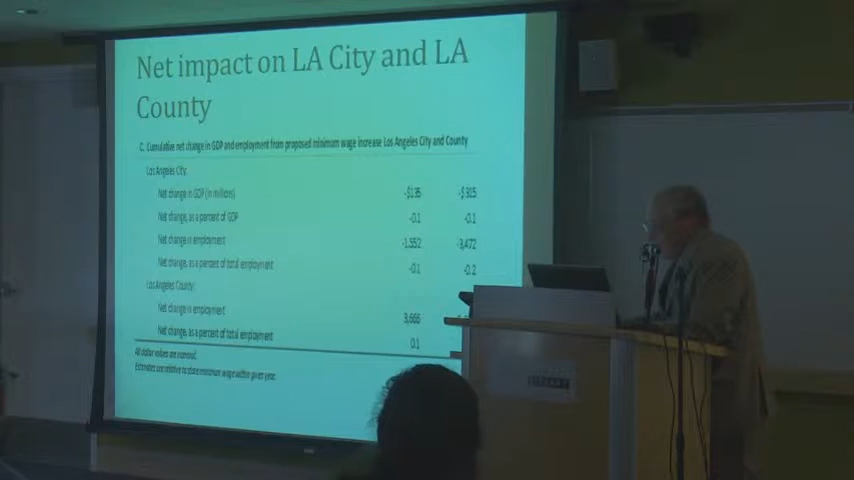 Net impact on LA City and LA
County
C. Cumulative net change in GDP and employment from proposed minimum wage increase Los Angeles City and County
Los Angeles City:
Net change in GDP (in millions) -$135 -$315
Net change, as a percent of GDP -0.1 -0.1
Net change in employment -1,552 -3,472
Net change, as a percent of total employment -0.1 -0.2
Los Angeles County:
Net change in employment 3,666
Net change, as a percent of total employment 0.1
All dollar values are nominal.
Estimates are relative to state minimum wage within given year.